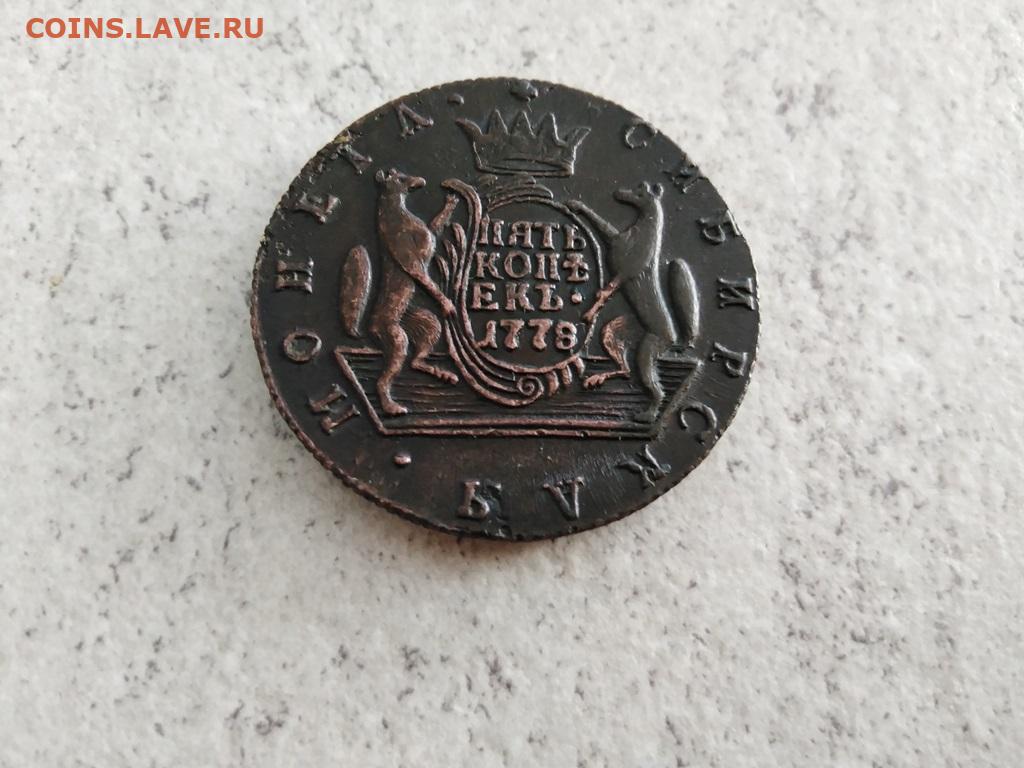 COINS.LAVE.RU
СИБИРСКАЯ · МОНЕТА ·
ПЯТЬ
КОПѢ
ЕКЪ·
1778